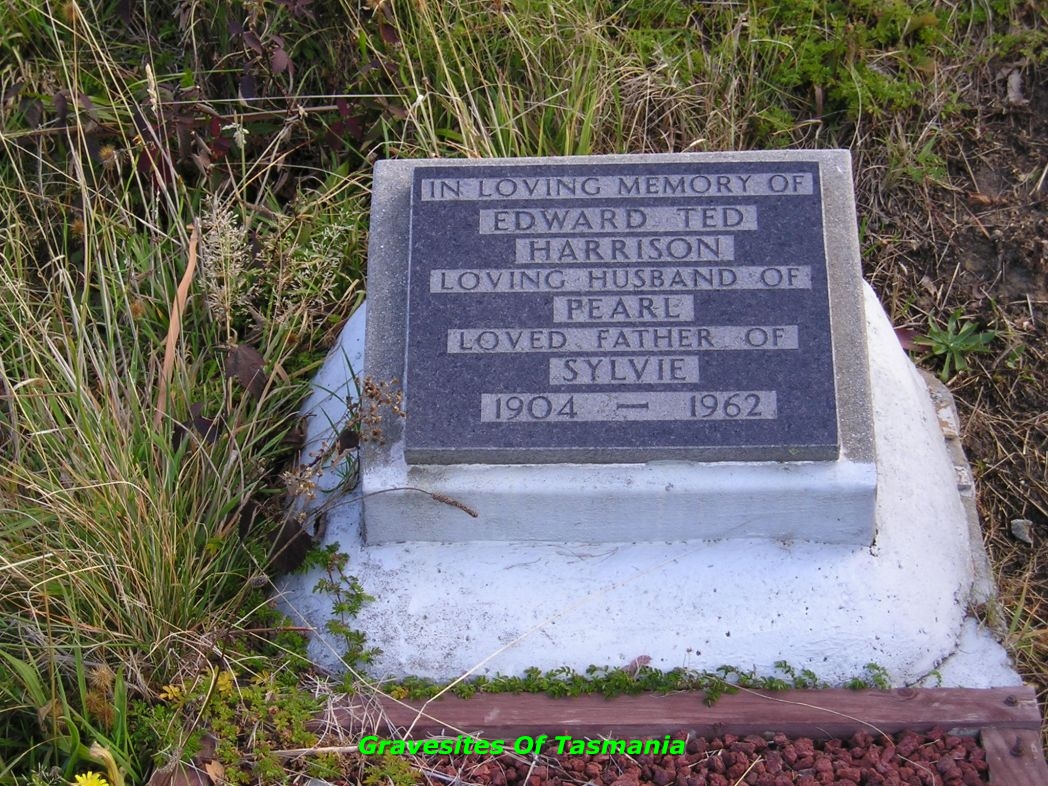 IN LOVING MEMORY OF
EDWARD TED
HARRISON
LOVING HUSBAND OF
PEARL
LOVED FATHER OF
SYLVIE
1904 — 1962
Gravesites Of Tasmania